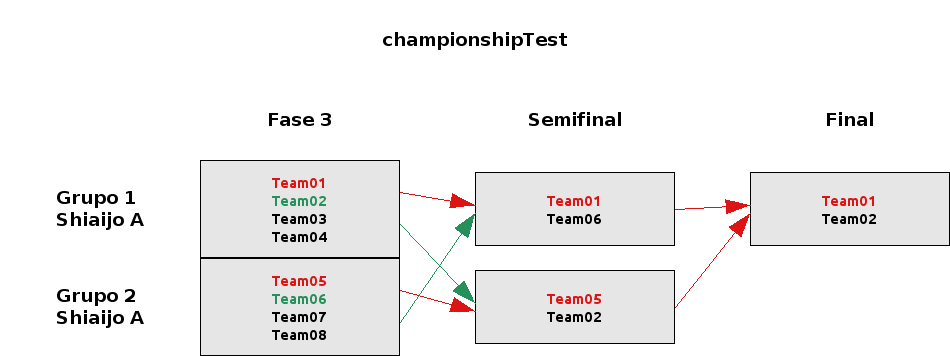 championshipTest
Fase 3
Semifinal
Final
Grupo 1
Shiaijo A
Team01
Team02
Team03
Team04
Team01
Team06
Team01
Team02
Grupo 2
Shiaijo A
Team05
Team06
Team07
Team08
Team05
Team02